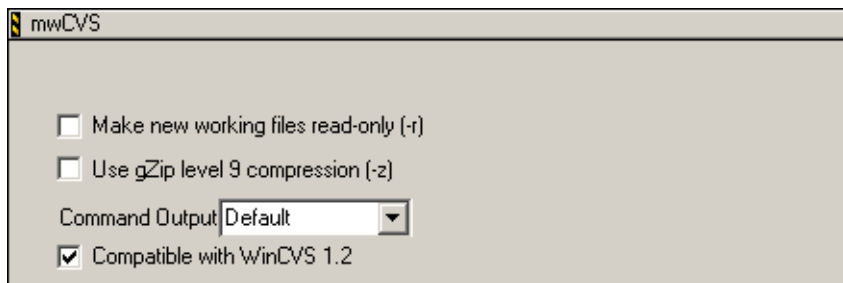 mwCVS
Make new working files read-only (-r)
Use gZip level 9 compression (-z)
Command Output Default
Compatible with WinCVS 1.2